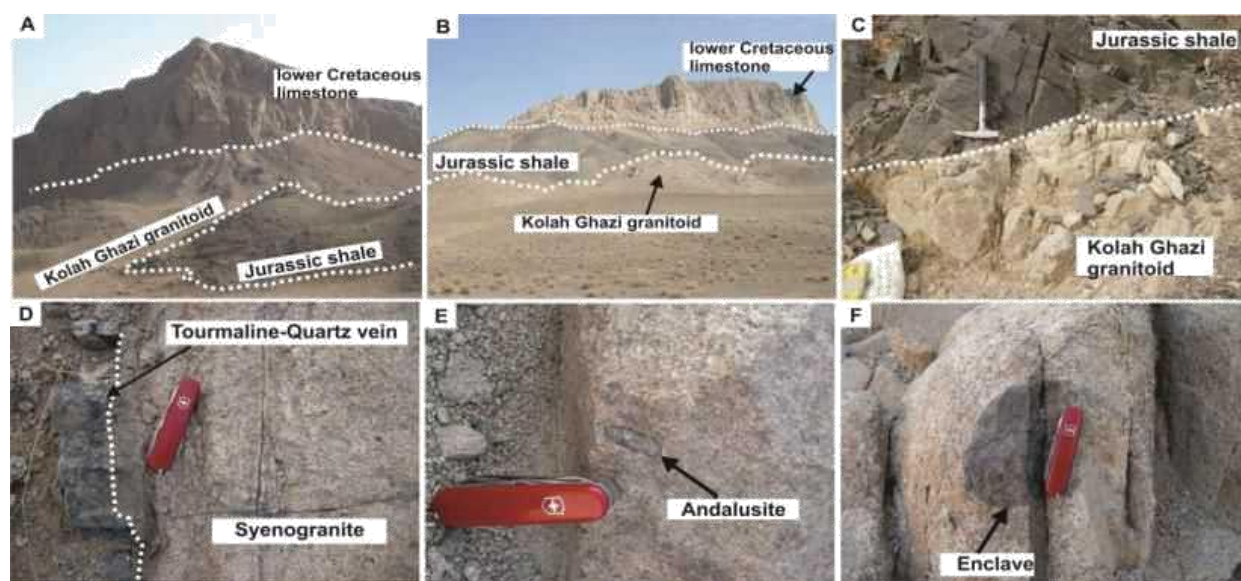 A
lower Cretaceous
limestone
Kolah Ghazi granitoid
Jurassic shale
B
lower Cretaceous
limestone
Jurassic shale
Kolah Ghazi granitoid
C
Jurassic shale
Kolah Ghazi
granitoid
D
Tourmaline-Quartz vein
Syenogranite
E
Andalusite
F
Enclave